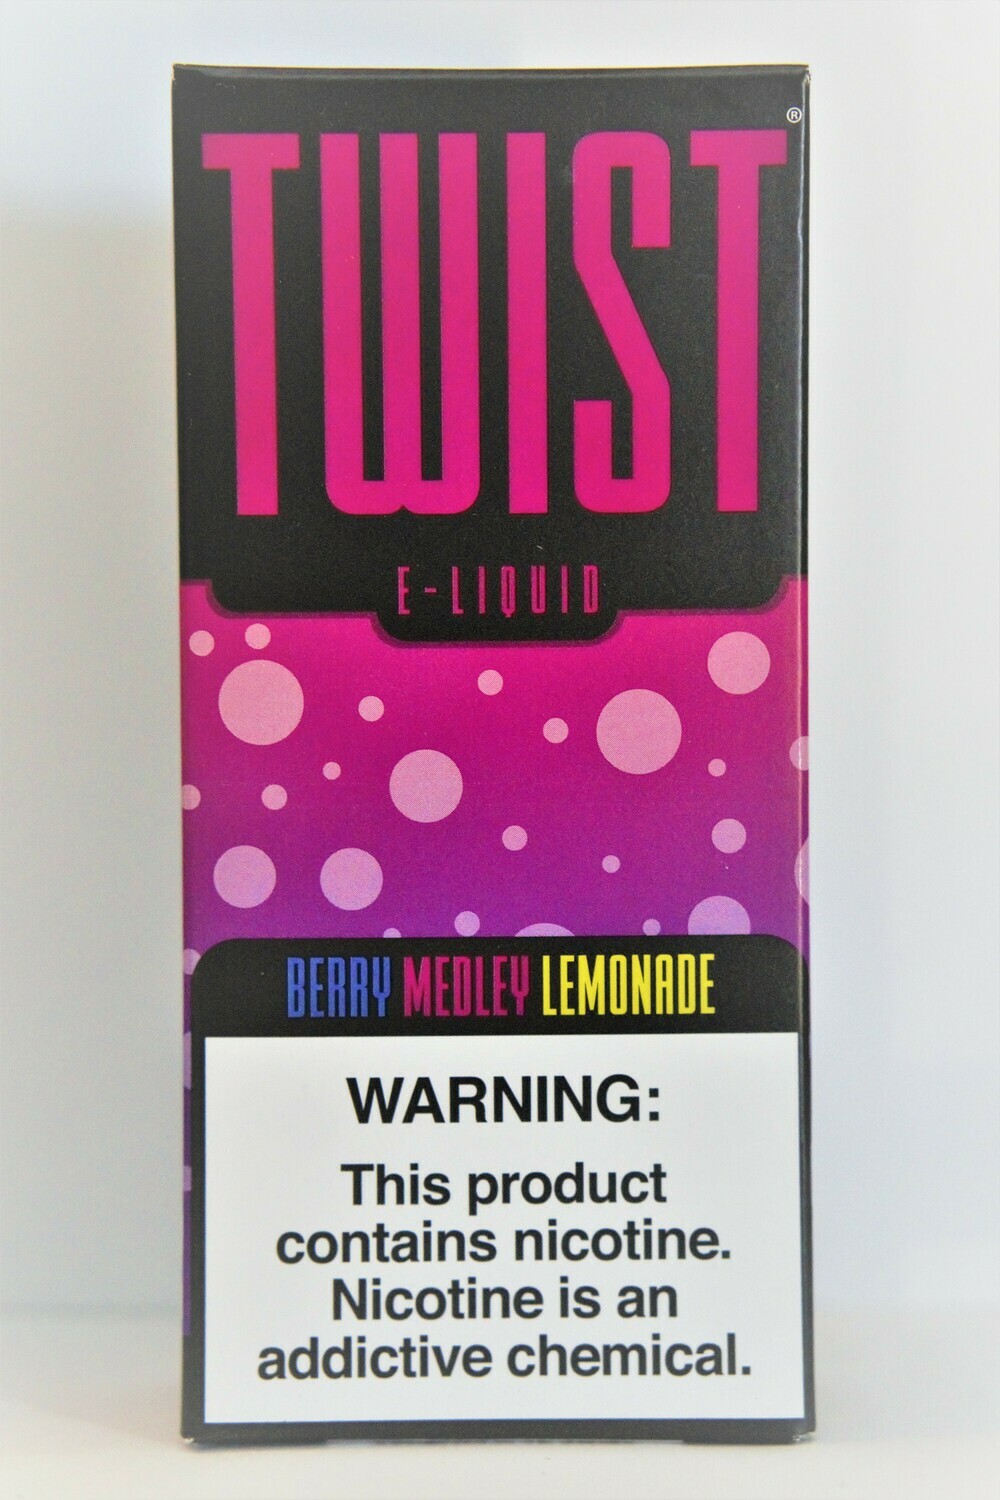 TWIST®
E-LIQUID
BERRY MEDLEY LEMONADE
WARNING:
This product
contains nicotine.
Nicotine is an
addictive chemical.